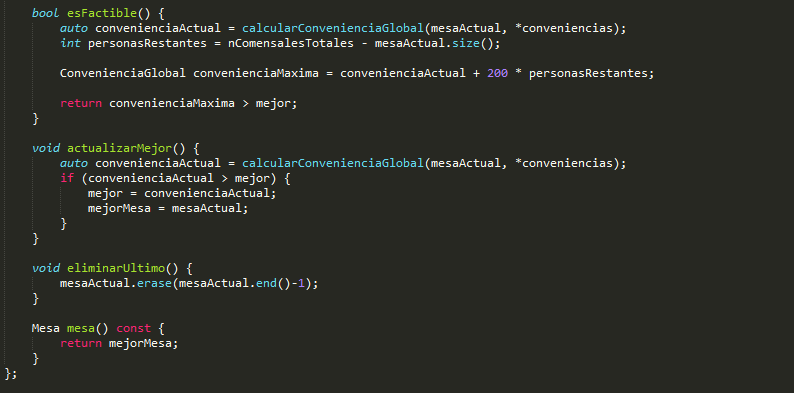 bool esFactible() {
auto convenienciaActual = calcularConvenienciaGlobal(mesaActual, *conveniencias);
int personasRestantes = nComensalesTotales - mesaActual.size();
ConvenienciaGlobal convenienciaMaxima = convenienciaActual + 200 * personasRestantes;
return convenienciaMaxima > mejor;
}
void actualizarMejor() {
auto convenienciaActual = calcularConvenienciaGlobal(mesaActual, *conveniencias);
if (convenienciaActual > mejor) {
mejor = convenienciaActual;
mejorMesa = mesaActual;
}
}
void eliminarUltimo() {
mesaActual.erase(mesaActual.end()-1);
}
Mesa mesa() const {
return mejorMesa;
}
};